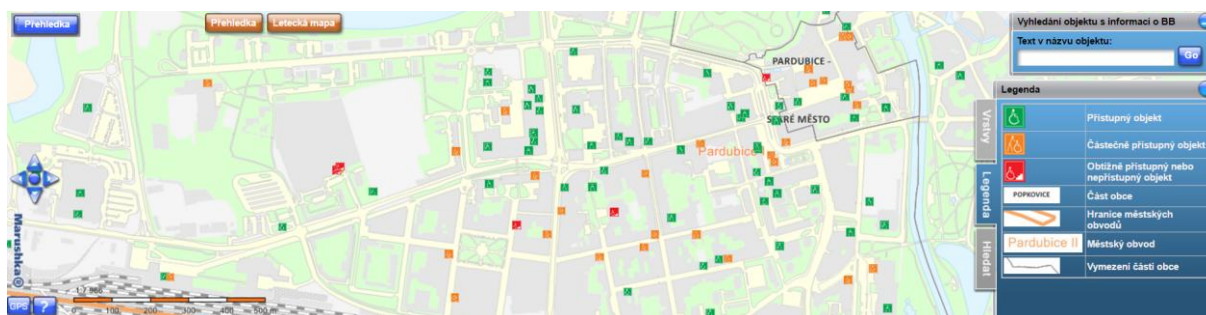 Přehledka
Přehledka
Letecká mapa
Vyhledání objektu s informací o BB
Text v názvu objektu:
Go
Legenda
Vrstvy
Legenda
Hledat
Přístupný objekt
Částečně přístupný objekt
Obtížně přístupný nebo
nepřístupný objekt
POPKOVICE
Část obce
Hranice městských
obvodů
Pardubice II
Městský obvod
Vymezení části obce
PARDUBICE -
STARÉ MĚSTO
Pardubice
Marushka®
GPS
?
0 100 200 300 400 500